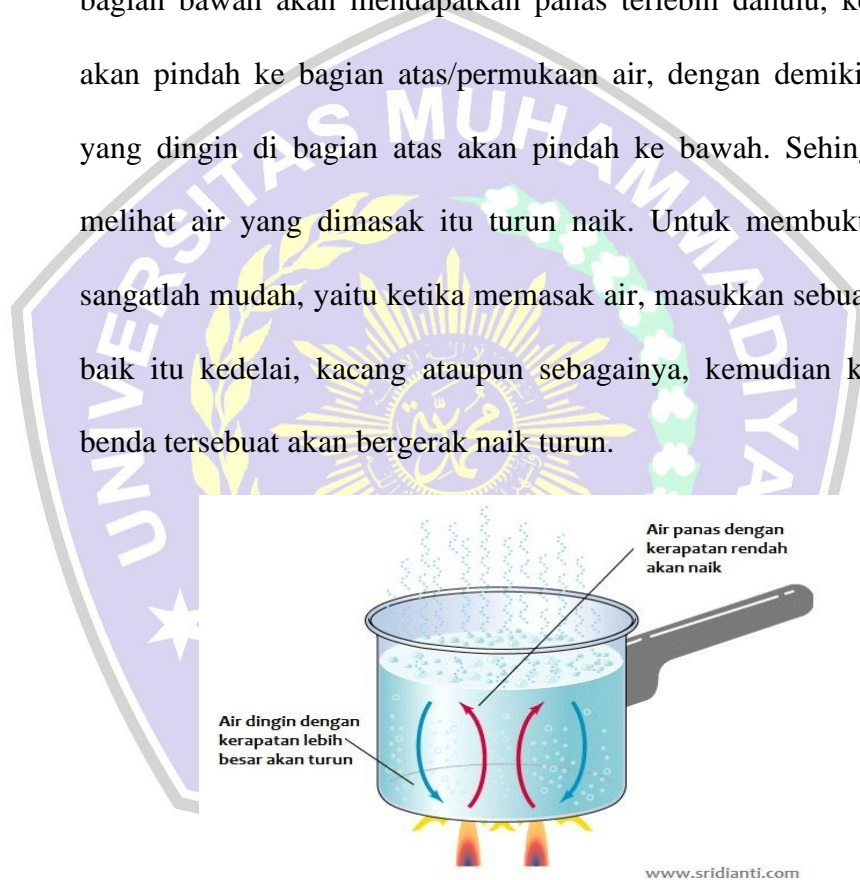 bagian bawah akan mendapatkan panas terlebih dahulu, ke
akan pindah ke bagian atas/permukaan air, dengan demiki
yang dingin di bagian atas akan pindah ke bawah. Sehing
melihat air yang dimasak itu turun naik. Untuk membukt
sangatlah mudah, yaitu ketika memasak air, masukkan sebua
baik itu kedelai, kacang ataupun sebagainya, kemudian k
benda tersebuat akan bergerak naik turun.
UNIVERSITAS MUHAMMADIYA
Air panas dengan
kerapatan rendah
akan naik
Air dingin dengan
kerapatan lebih
besar akan turun
www.sridianti.com